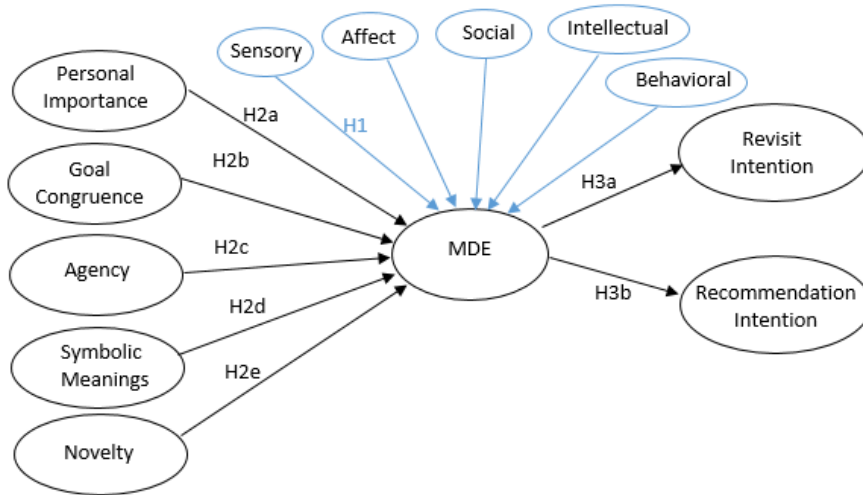 Sensory
Affect
Social
Intellectual
Behavioral
Personal
Importance
H2a
H1
Goal
Congruence
H2b
Agency
H2c
Symbolic
Meanings
H2d
Novelty
H2e
MDE
H3a
Revisit
Intention
H3b
Recommendation
Intention